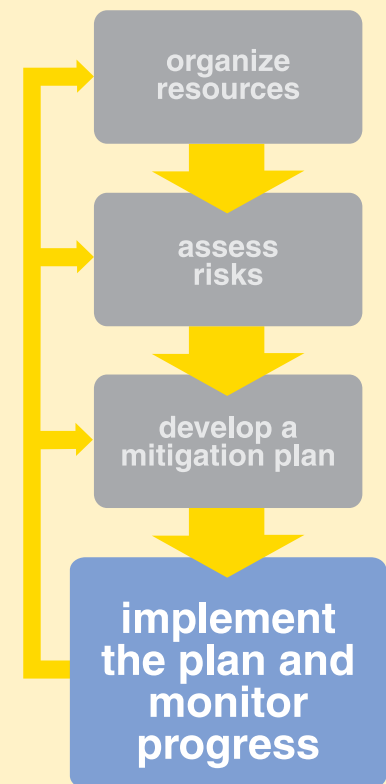 organize
resources
assess
risks
develop a
mitigation plan
implement
the plan and
monitor
progress